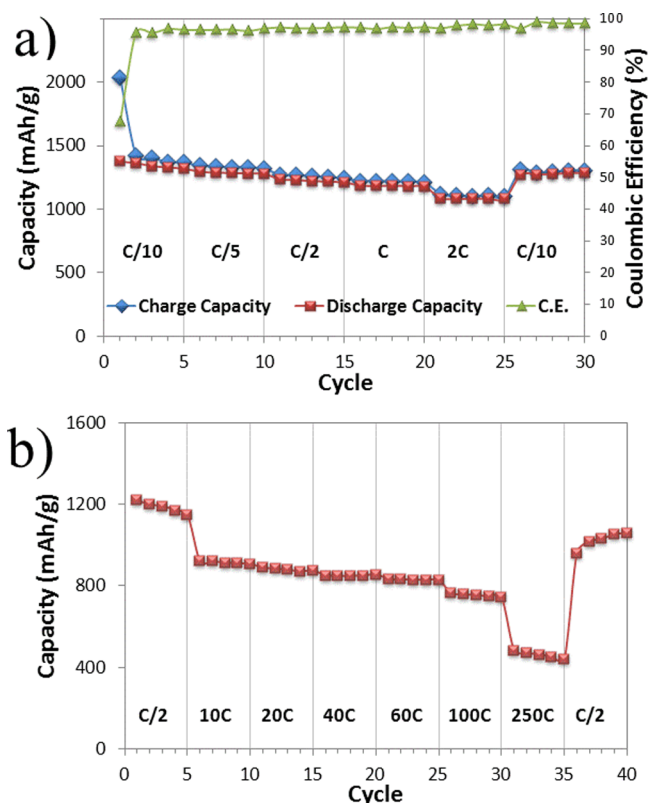 a)
Capacity (mAh/g)
2000
1500
1000
500
0
100
90
80
70
60
50
40
30
20
10
0
Coulombic Efficiency (%)
C/10 C/5 C/2 C 2C C/10
Charge Capacity Discharge Capacity C.E.
0 5 10 15 20 25 30
Cycle
b)
Capacity (mAh/g)
1600
1200
800
400
0
C/2 10C 20C 40C 60C 100C 250C C/2
0 5 10 15 20 25 30 35 40
Cycle